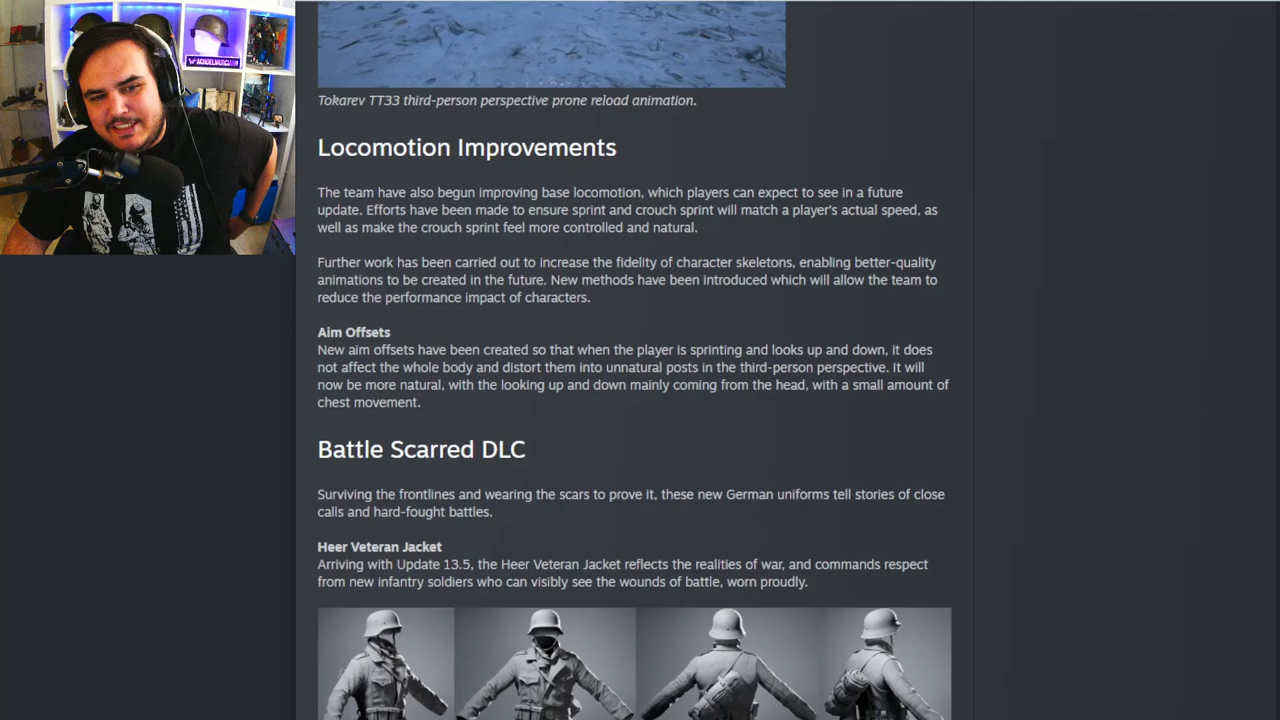 Tokarev TT33 third-person perspective prone reload animation.
Locomotion Improvements
The team have also begun improving base locomotion, which players can expect to see in a future
update. Efforts have been made to ensure sprint and crouch sprint will match a player's actual speed, as
well as make the crouch sprint feel more controlled and natural.
Further work has been carried out to increase the fidelity of character skeletons, enabling better-quality
animations to be created in the future. New methods have been introduced which will allow the team to
reduce the performance impact of characters.
Aim Offsets
New aim offsets have been created so that when the player is sprinting and looks up and down, it does
not affect the whole body and distort them into unnatural posts in the third-person perspective. It will
now be more natural, with the looking up and down mainly coming from the head, with a small amount of
chest movement.
Battle Scarred DLC
Surviving the frontlines and wearing the scars to prove it, these new German uniforms tell stories of close
calls and hard-fought battles.
Heer Veteran Jacket
Arriving with Update 13.5, the Heer Veteran Jacket reflects the realities of war, and commands respect
from new infantry soldiers who can visibly see the wounds of battle, worn proudly.